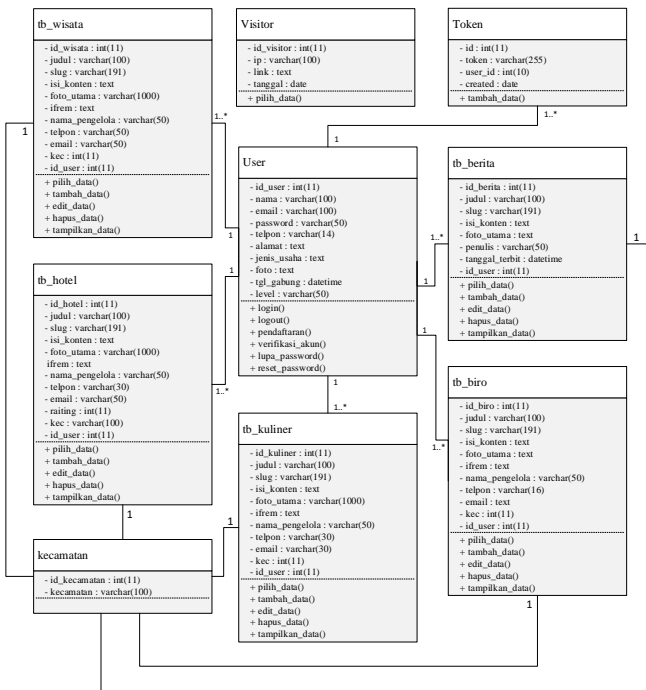 tb_wisata
- id_wisata : int(11)
- judul : varchar(100)
- slug : varchar(191)
- isi_konten : text
- foto_utama : varchar(1000)
- ifrem : text
- nama_pengelola : varchar(50)
- telpon : varchar(50)
- email : varchar(50)
- kec : int(11)
- id_user : int(11)
+ pilih_data()
+ tambah_data()
+ edit_data()
+ hapus_data()
+ tampilkan_data()
Visitor
- id_visitor : int(11)
- ip : varchar(100)
- link : text
- tanggal : date
+ pilih_data()
Token
- id : int(11)
- token : varchar(255)
- user_id : int(10)
- created : date
+ tambah_data()
1
1..*
1
1..*
1
User
- id_user : int(11)
- nama : varchar(100)
- email : varchar(100)
- password : varchar(50)
- telpon : varchar(14)
- alamat : text
- jenis_usaha : text
- foto : text
- tgl_gabung : datetime
- level : varchar(50)
+ login()
+ logout()
+ pendaftaran()
+ verifikasi_akun()
+ lupa_password()
+ reset_password()
1
1
1
1..*
1..*
tb_berita
- id_berita : int(11)
- judul : varchar(100)
- slug : varchar(191)
- isi_konten : text
- foto_utama : text
- penulis : varchar(50)
- tanggal_terbit : datetime
- id_user : int(11)
+ pilih_data()
+ tambah_data()
+ edit_data()
+ hapus_data()
+ tampilkan_data()
1
tb_hotel
- id_hotel : int(11)
- judul : varchar(100)
- slug : varchar(191)
- isi_konten : text
- foto_utama : varchar(1000)
ifrem : text
- nama_pengelola : varchar(50)
- telpon : varchar(30)
- email : varchar(50)
- raiting : int(11)
- kec : varchar(100)
- id_user : int(11)
+ pilih_data()
+ tambah_data()
+ edit_data()
+ hapus_data()
+ tampilkan_data()
1
1..*
1
1..*
tb_kuliner
- id_kuliner : int(11)
- judul : varchar(100)
- slug : varchar(191)
- isi_konten : text
- foto_utama : varchar(1000)
- ifrem : text
- nama_pengelola : varchar(50)
- telpon : varchar(30)
- email : varchar(30)
- kec : int(11)
- id_user : int(11)
+ pilih_data()
+ tambah_data()
+ edit_data()
+ hapus_data()
+ tampilkan_data()
tb_biro
- id_biro : int(11)
- judul : varchar(100)
- slug : varchar(191)
- isi_konten : text
- foto_utama : text
- ifrem : text
- nama_pengelola : varchar(50)
- telpon : varchar(16)
- email : text
- kec : int(11)
- id_user : int(11)
+ pilih_data()
+ tambah_data()
+ edit_data()
+ hapus_data()
+ tampilkan_data()
1
kecamatan
- id_kecamatan : int(11)
- kecamatan : varchar(100)